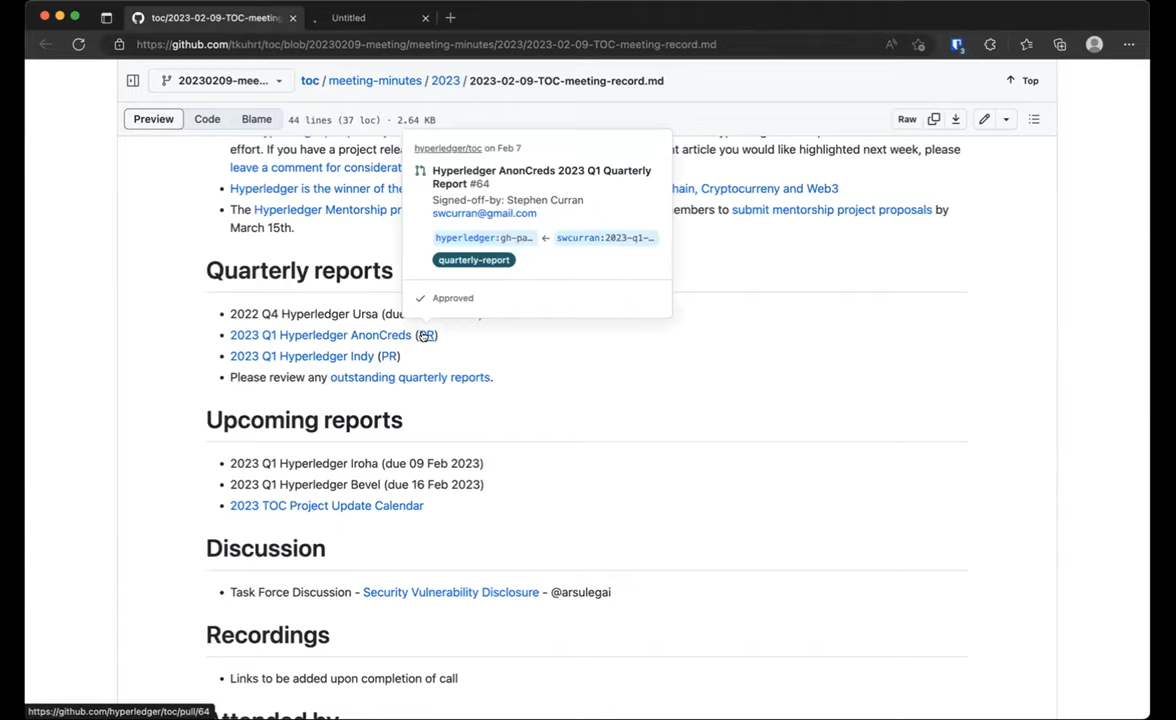 toc/2023-02-09-TOC-meeting
Untitled
https://github.com/tkuhrt/toc/blob/20230209-meeting/meeting-minutes/2023/2023-02-09-TOC-meeting-record.md
20230209-mee...
toc / meeting-minutes / 2023 / 2023-02-09-TOC-meeting-record.md
Top
Preview
Code
Blame
44 lines (37 loc) · 2.64 KB
Raw
effort. If you have a project relea
t article you would like highlighted next week, please
leave a comment for considerat
Hyperledger is the winner of the
hain, Cryptocurreny and Web3
The Hyperledger Mentorship pr
embers to submit mentorship project proposals by
March 15th.
hyperledger/toc on Feb 7
Hyperledger AnonCreds 2023 Q1 Quarterly
Report #64
Signed-off-by: Stephen Curran
swcurran@gmail.com
hyperledger:gh-pa… ← swcurran:2023-q1-…
quarterly-report
Approved
Quarterly reports
2022 Q4 Hyperledger Ursa (due
2023 Q1 Hyperledger AnonCreds (PR)
2023 Q1 Hyperledger Indy (PR)
Please review any outstanding quarterly reports.
Upcoming reports
2023 Q1 Hyperledger Iroha (due 09 Feb 2023)
2023 Q1 Hyperledger Bevel (due 16 Feb 2023)
2023 TOC Project Update Calendar
Discussion
Task Force Discussion - Security Vulnerability Disclosure - @arsulegai
Recordings
Links to be added upon completion of call
https://github.com/hyperledger/toc/pull/64
Attended by